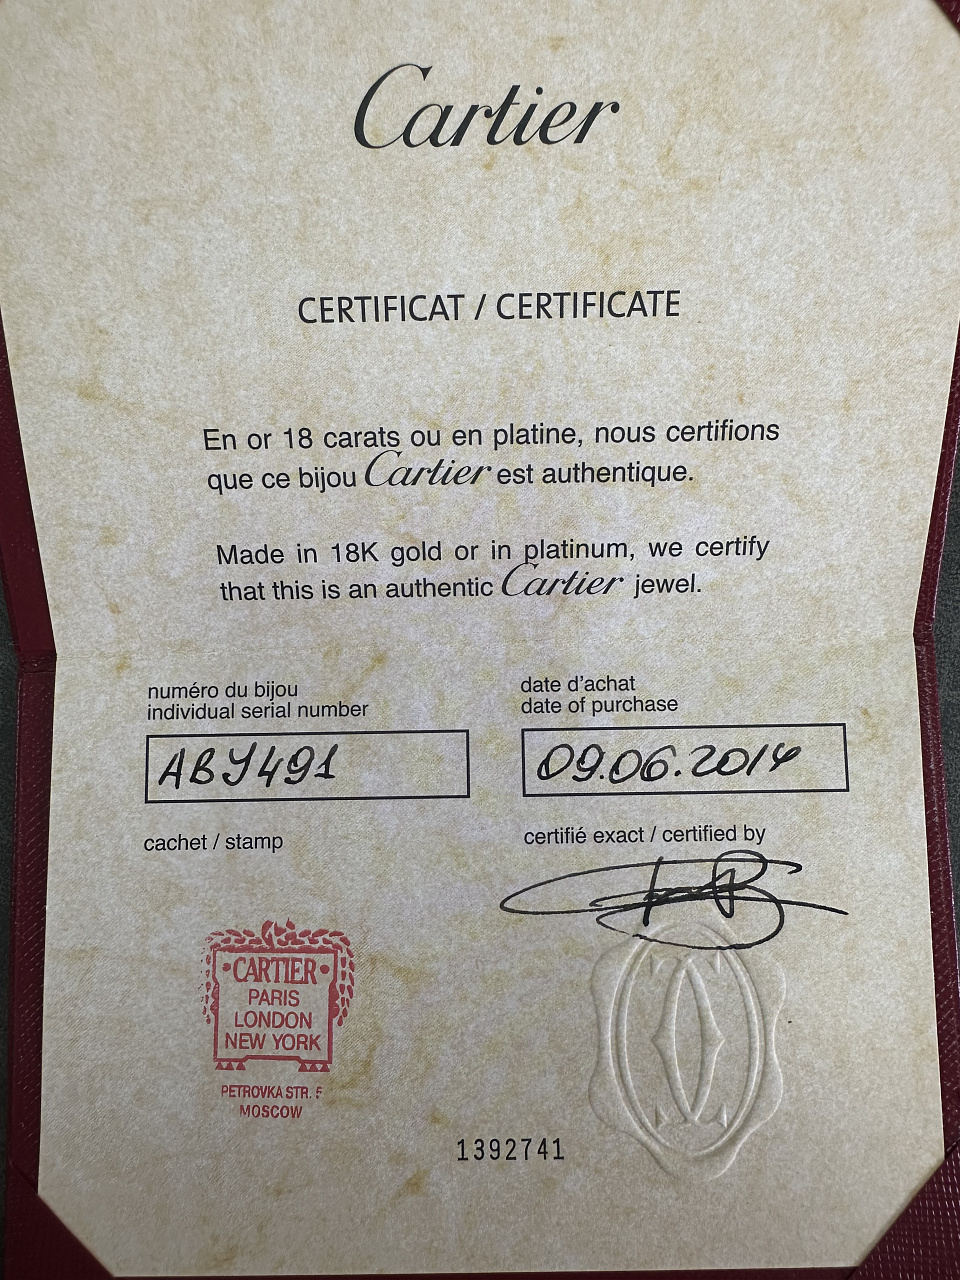 Cartier
CERTIFICAT / CERTIFICATE
En or 18 carats ou en platine, nous certifions
que ce bijou Cartier est authentique.
Made in 18K gold or in platinum, we certify
that this is an authentic Cartier jewel.
numéro du bijou
individual serial number
date d'achat
date of purchase
ABY491
09.06.2014
cachet / stamp
certifié exact / certified by
•CARTIER•
PARIS
LONDON
NEW YORK
PETROVKA STR. 5
MOSCOW
1392741